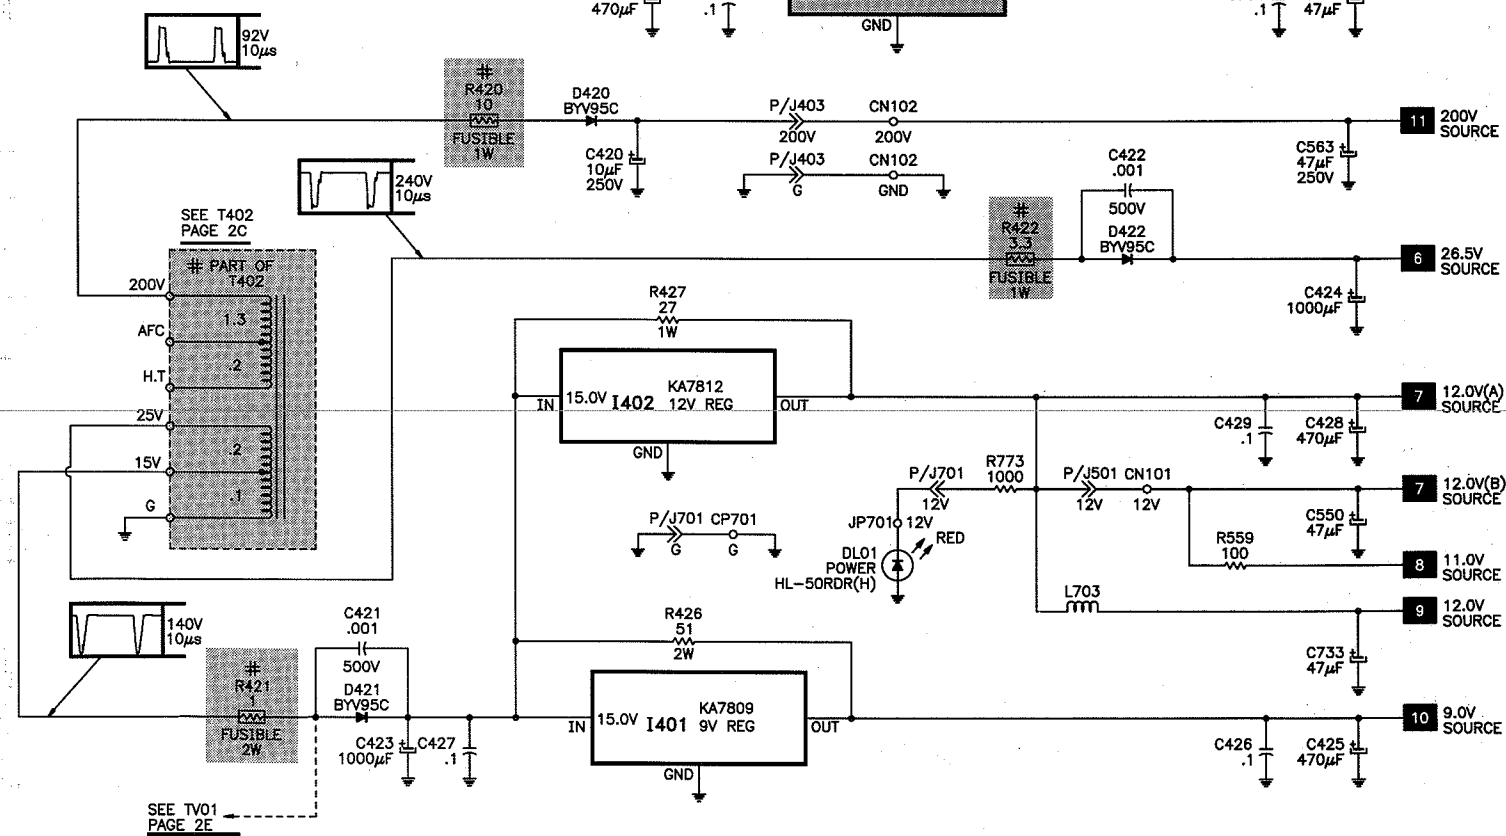 470µF
.1
GND
.1
47µF
92V
10µs
#
R420
10
FUSIBLE
1W
D420
BYV95C
C420
10µF
250V
P/J403
200V
CN102
200V
P/J403
G
CN102
GND
C563
47µF
250V
11
200V
SOURCE
240V
10µs
C422
.001
500V
D422
BYV95C
#
R422
3.3
FUSIBLE
1W
6
26.5V
SOURCE
C424
1000µF
SEE T402
PAGE 2C
# PART OF
T402
200V
1.3
AFC
.2
H.T
25V
.2
15V
.1
G
R427
27
1W
IN
15.0V
I402
KA7812
12V REG
OUT
GND
7
12.0V(A)
SOURCE
C429
.1
C428
470µF
P/J701
12V
R773
1000
P/J501
12V
CN101
12V
7
12.0V(B)
SOURCE
C550
47µF
P/J701
G
CP701
G
JP701
12V
DL01
POWER
HL-50RDR(H)
RED
R559
100
8
11.0V
SOURCE
L703
9
12.0V
SOURCE
C733
47µF
140V
10µs
#
R421
1
FUSIBLE
2W
C421
.001
500V
D421
BYV95C
C423
1000µF
C427
.1
R426
51
2W
IN
15.0V
I401
KA7809
9V REG
OUT
GND
10
9.0V
SOURCE
C426
.1
C425
470µF
SEE TV01
PAGE 2E